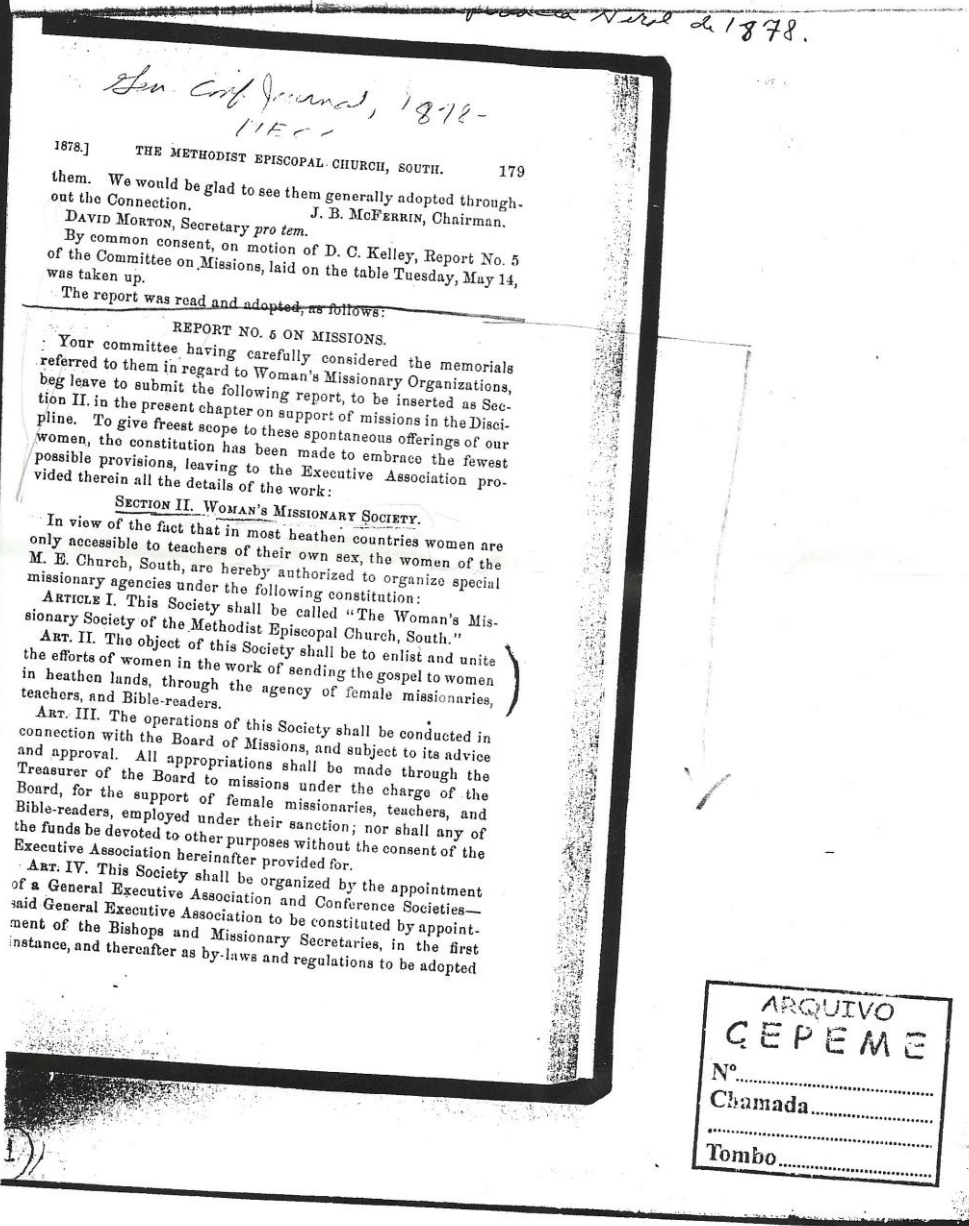 de 1878.
Gen. Conf. Journal, 1878-
1878.] THE METHODIST EPISCOPAL CHURCH, SOUTH. 179
them. We would be glad to see them generally adopted through-
out the Connection. J. B. McFERRIN, Chairman.
DAVID MORTON, Secretary pro tem.
By common consent, on motion of D. C. Kelley, Report No. 5
of the Committee on Missions, laid on the table Tuesday, May 14,
was taken up.
The report was read and adopted, as follows:
REPORT NO. 5 ON MISSIONS.
Your committee having carefully considered the memorials
referred to them in regard to Woman's Missionary Organizations,
beg leave to submit the following report, to be inserted as Sec-
tion II. in the present chapter on support of missions in the Disci-
pline. To give freest scope to these spontaneous offerings of our
women, the constitution has been made to embrace the fewest
possible provisions, leaving to the Executive Association pro-
vided therein all the details of the work:
SECTION II. WOMAN'S MISSIONARY SOCIETY.
In view of the fact that in most heathen countries women are
only accessible to teachers of their own sex, the women of the
M. E. Church, South, are hereby authorized to organize special
missionary agencies under the following constitution:
ARTICLE I. This Society shall be called "The Woman's Mis-
sionary Society of the Methodist Episcopal Church, South."
ART. II. The object of this Society shall be to enlist and unite
the efforts of women in the work of sending the gospel to women
in heathen lands, through the agency of female missionaries,
teachers, and Bible-readers.
ART. III. The operations of this Society shall be conducted in
connection with the Board of Missions, and subject to its advice
and approval. All appropriations shall be made through the
Treasurer of the Board to missions under the charge of the
Board, for the support of female missionaries, teachers, and
Bible-readers, employed under their sanction; nor shall any of
the funds be devoted to other purposes without the consent of the
Executive Association hereinafter provided for.
ART. IV. This Society shall be organized by the appointment
of a General Executive Association and Conference Societies—
said General Executive Association to be constituted by appoint-
ment of the Bishops and Missionary Secretaries, in the first
instance, and thereafter as by-laws and regulations to be adopted
ARQUIVO
CEPEME
Nº
Chamada
Tombo
1